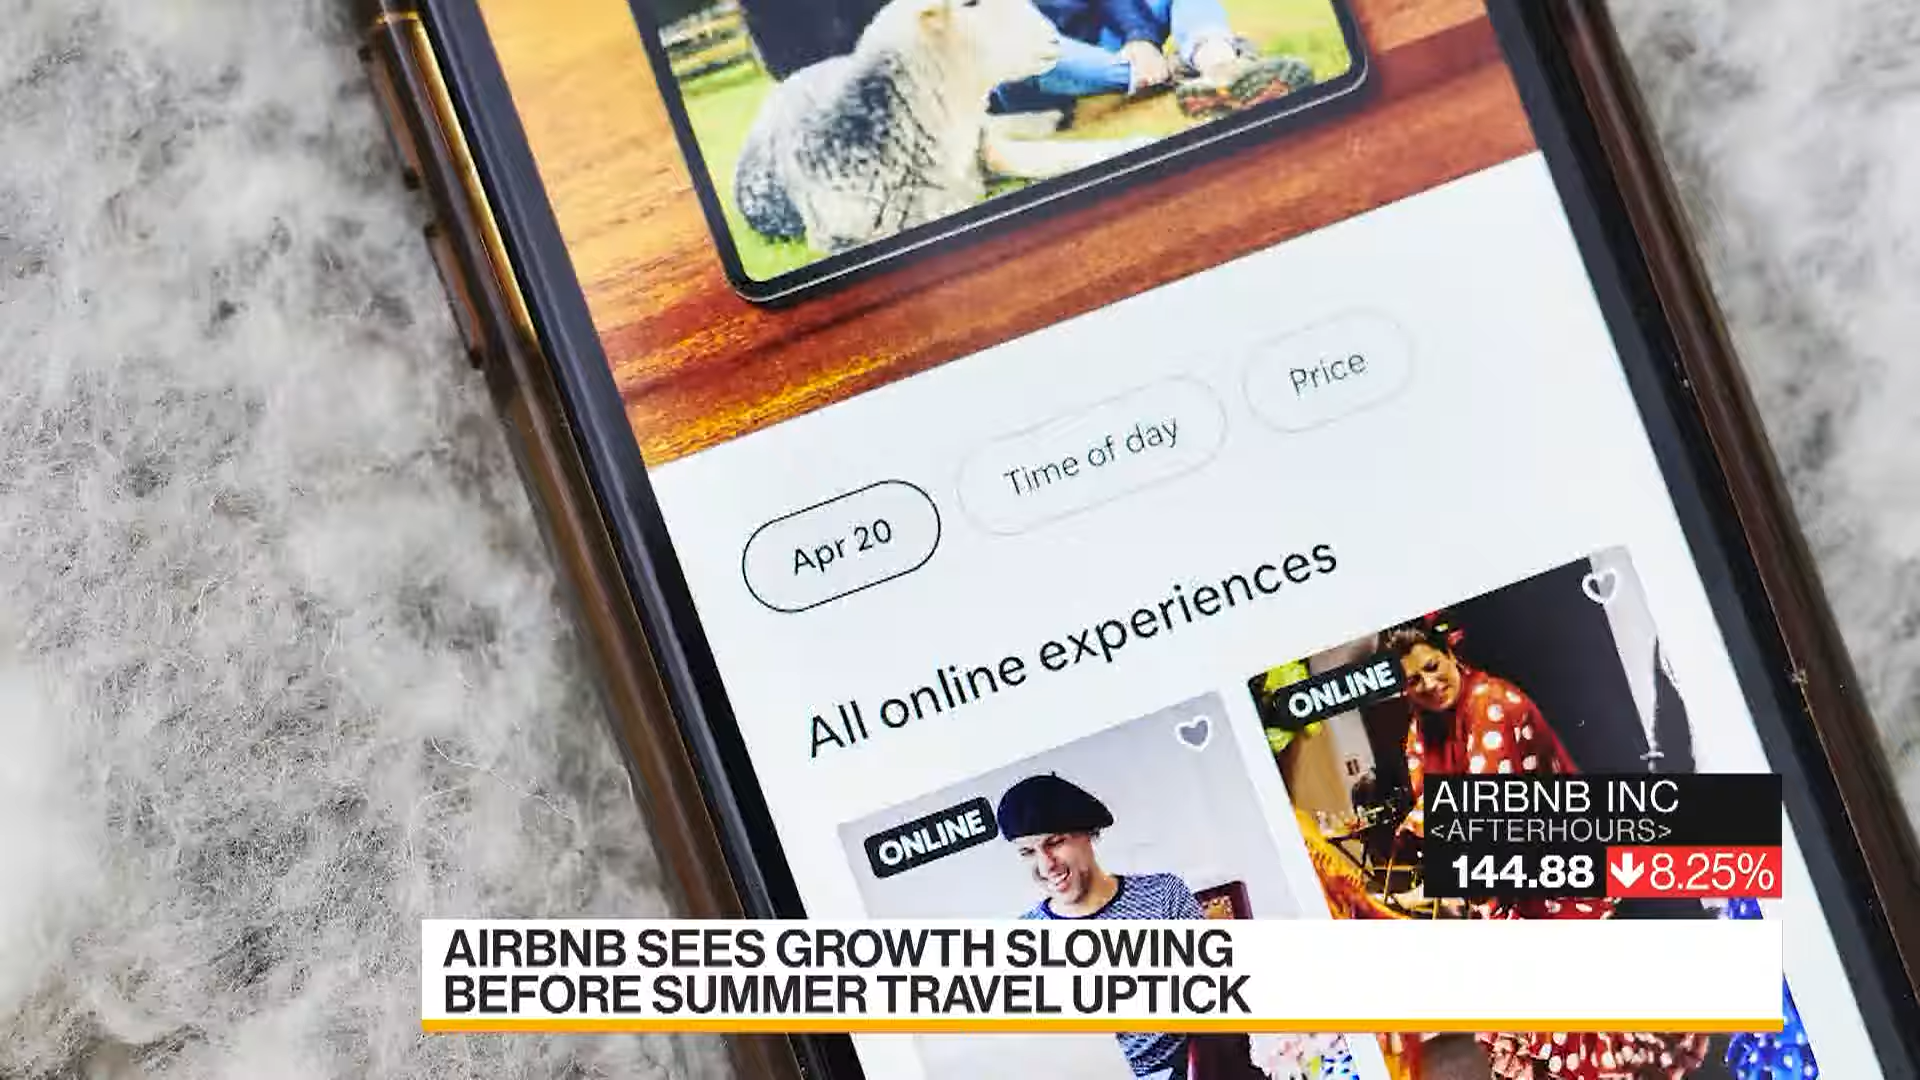 Price
Time of day
Apr 20
All online experiences
ONLINE
ONLINE
AIRBNB INC
<AFTERHOURS>
144.88 ↓8.25%
AIRBNB SEES GROWTH SLOWING
BEFORE SUMMER TRAVEL UPTICK